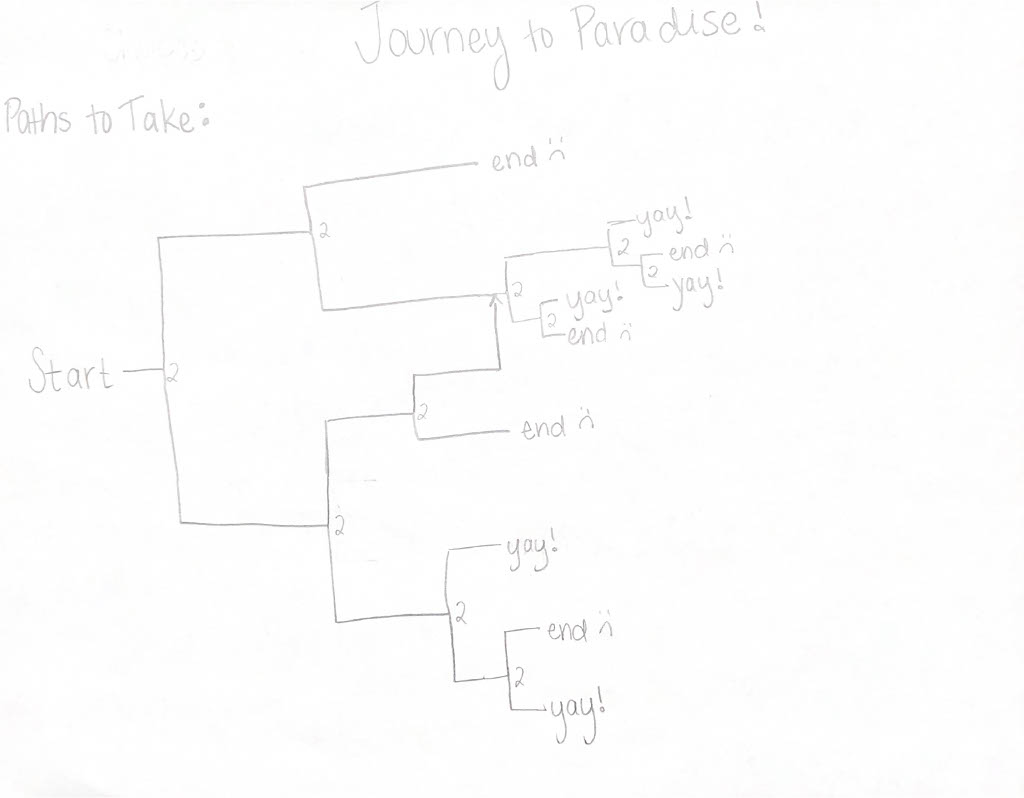 Journey to Paradise!
Paths to Take:
end :(
2
yay!
2
end :(
2
yay!
2
yay!
2
end :(
Start
2
2
end :(
2
yay!
2
end :(
2
yay!